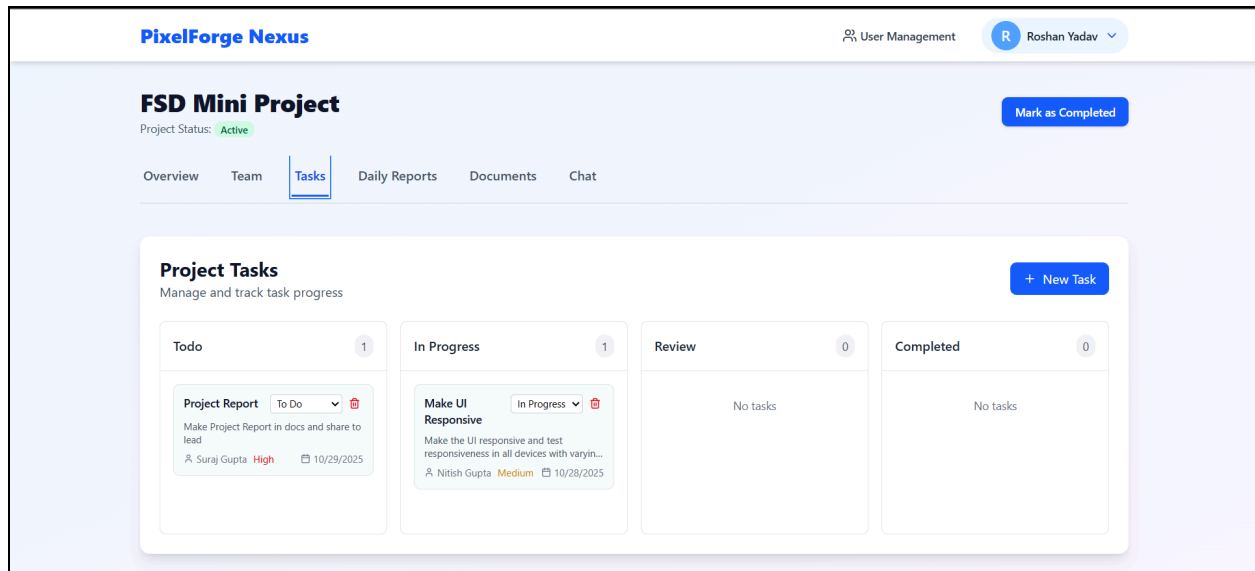 PixelForge Nexus
User Management
R
Roshan Yadav
FSD Mini Project
Project Status: Active
Mark as Completed
Overview
Team
Tasks
Daily Reports
Documents
Chat
Project Tasks
Manage and track task progress
+ New Task
Todo
1
Project Report
To Do
Make Project Report in docs and share to
lead
Suraj Gupta High 10/29/2025
In Progress
1
Make UI
Responsive
In Progress
Make the UI responsive and test
responsiveness in all devices with varyin...
Nitish Gupta Medium 10/28/2025
Review
0
No tasks
Completed
0
No tasks